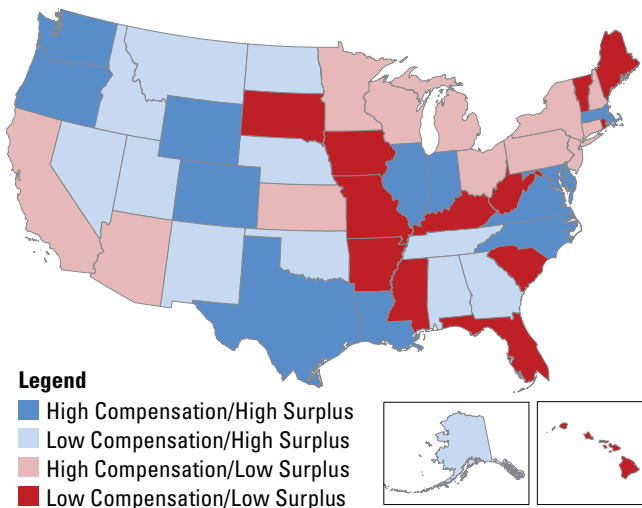 Legend
High Compensation/High Surplus
Low Compensation/High Surplus
High Compensation/Low Surplus
Low Compensation/Low Surplus